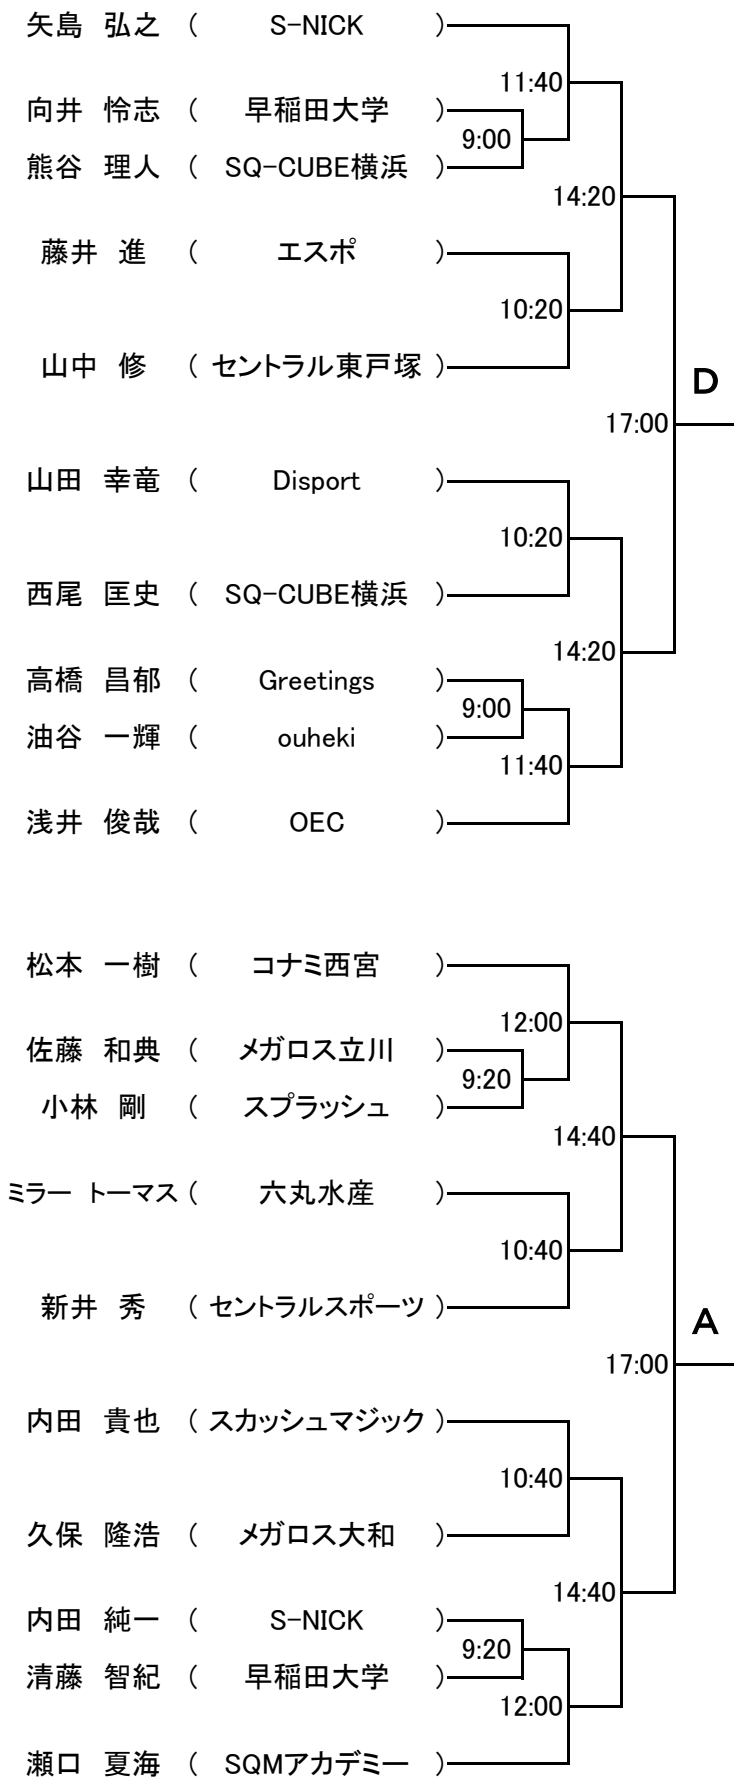 矢島 弘之 ( S-NICK )
11:40
向井 怜志 ( 早稲田大学 )
9:00
熊谷 理人 ( SQ-CUBE横浜 )
14:20
藤井 進 ( エスポ )
10:20
山中 修 ( セントラル東戸塚 )
D
17:00
山田 幸竜 ( Disport )
10:20
西尾 匡史 ( SQ-CUBE横浜 )
14:20
高橋 昌郁 ( Greetings )
9:00
油谷 一輝 ( ouheki )
11:40
浅井 俊哉 ( OEC )
松本 一樹 ( コナミ西宮 )
12:00
佐藤 和典 ( メガロス立川 )
9:20
小林 剛 ( スプラッシュ )
14:40
ミラー トーマス ( 六丸水産 )
10:40
新井 秀 ( セントラルスポーツ )
A
17:00
内田 貴也 ( スカッシュマジック )
10:40
久保 隆浩 ( メガロス大和 )
14:40
内田 純一 ( S-NICK )
9:20
清藤 智紀 ( 早稲田大学 )
12:00
瀬口 夏海 ( SQMアカデミー )